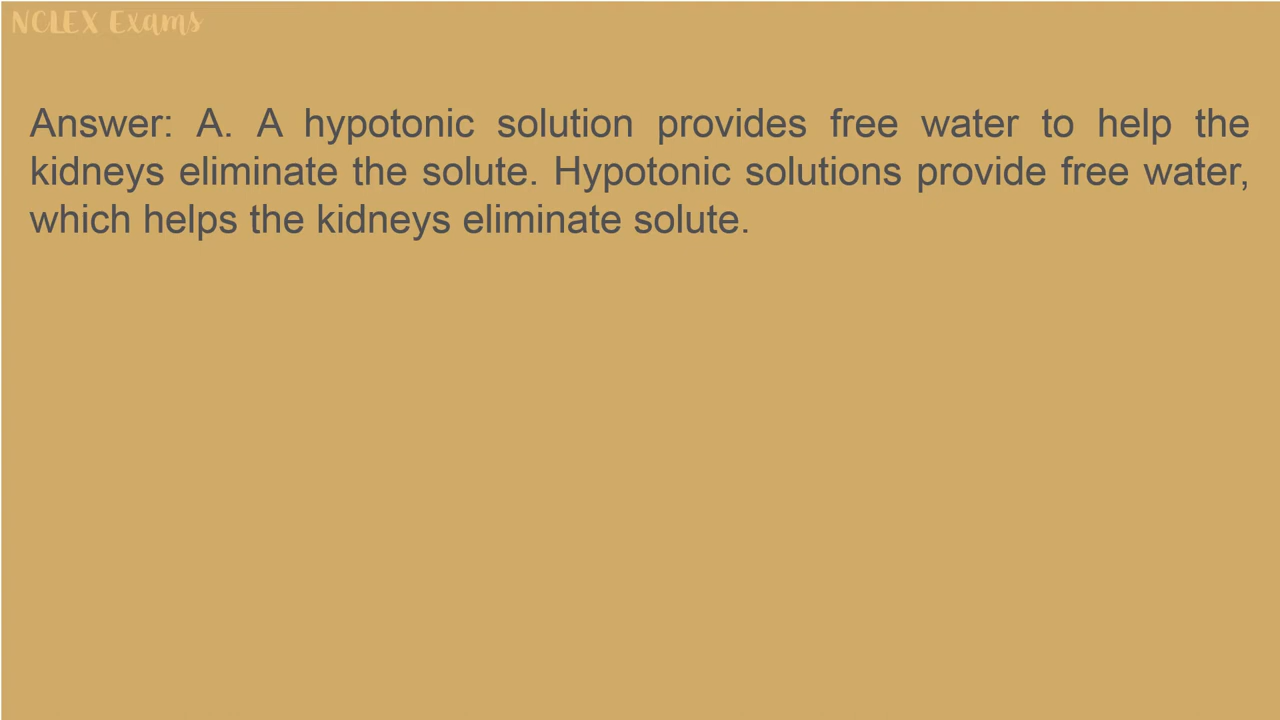 NCLEX Exams
Answer: A. A hypotonic solution provides free water to help the
kidneys eliminate the solute. Hypotonic solutions provide free water,
which helps the kidneys eliminate solute.